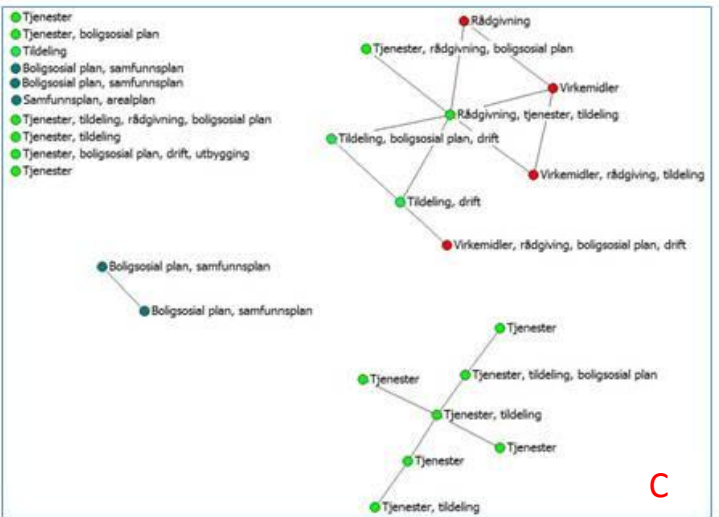 Tjenester
Tjenester, boligsosial plan
Tildeling
Boligsosial plan, samfunnsplan
Boligsosial plan, samfunnsplan
Samfunnsplan, arealplan
Tjenester, tildeling, rådgivning, boligsosial plan
Tjenester, tildeling
Tjenester, boligsosial plan, drift, utbygging
Tjenester
Rådgivning
Tjenester, rådgivning, boligsosial plan
Virkemidler
Rådgivning, tjenester, tildeling
Tildeling, boligsosial plan, drift
Virkemidler, rådgiving, tildeling
Tildeling, drift
Virkemidler, rådgiving, boligsosial plan, drift
Boligsosial plan, samfunnsplan
Boligsosial plan, samfunnsplan
Tjenester
Tjenester, tildeling, boligsosial plan
Tjenester
Tjenester, tildeling
Tjenester
Tjenester
Tjenester, tildeling
C